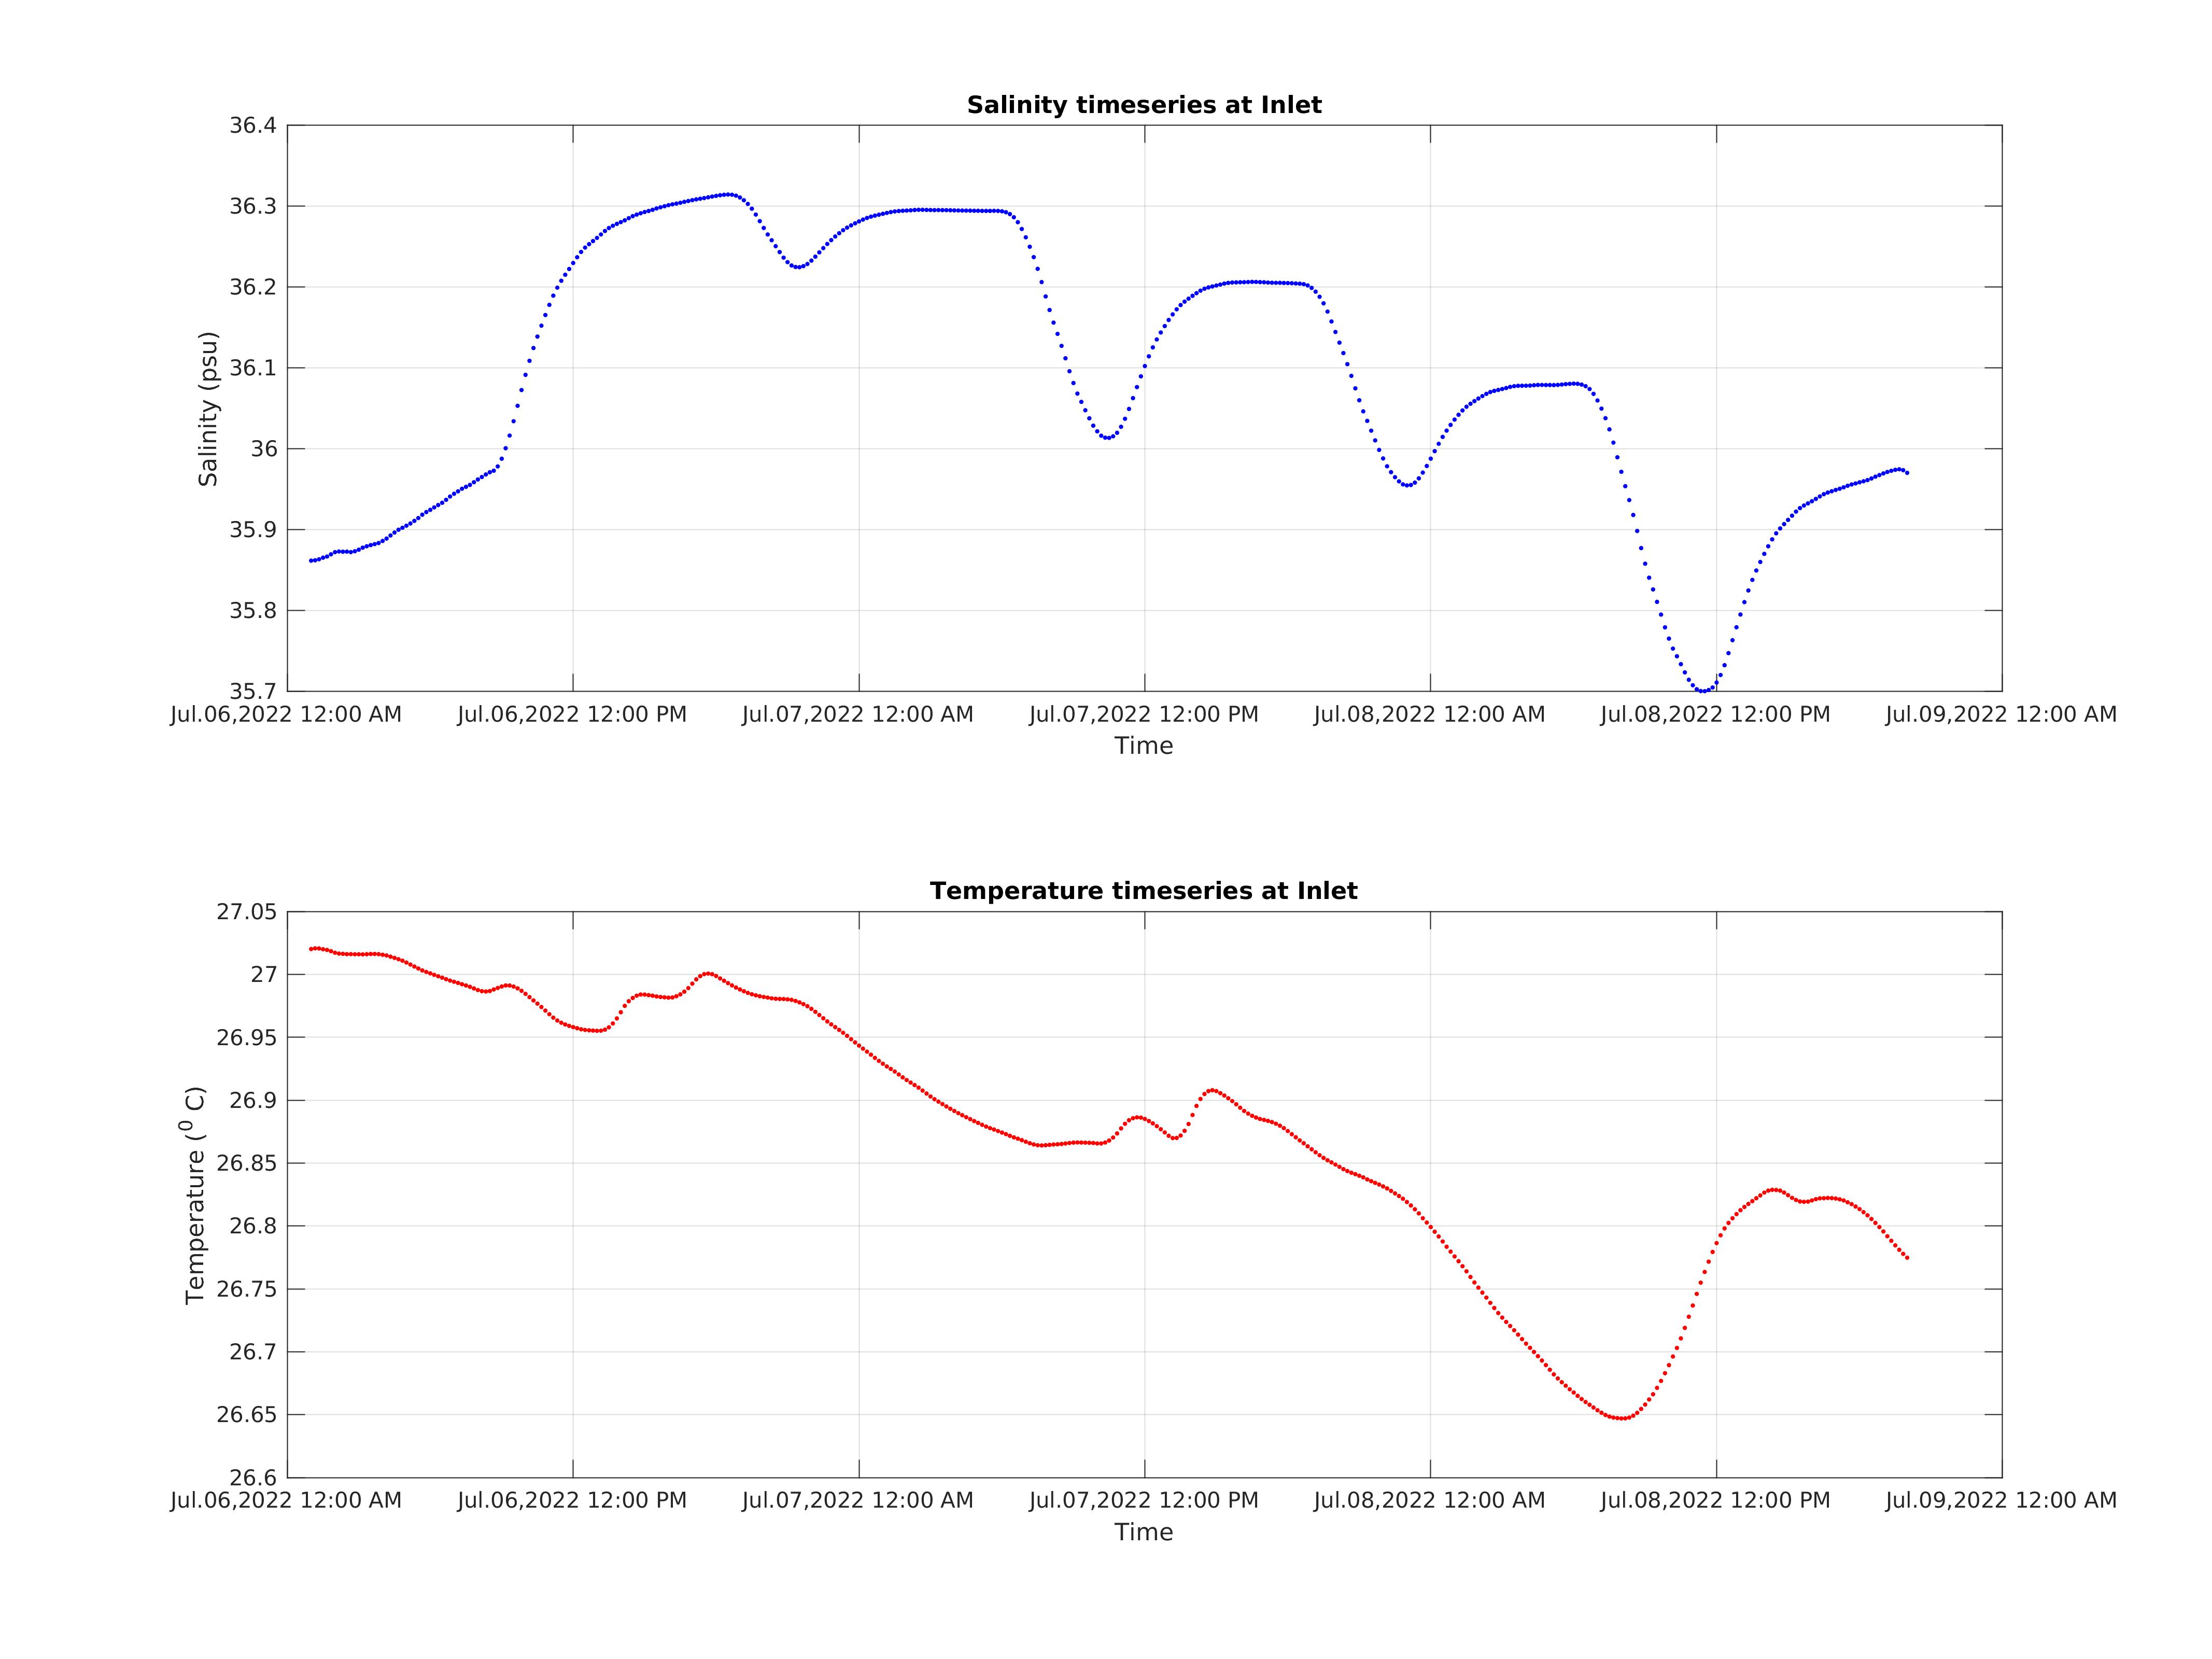 Salinity timeseries at Inlet
36.4
36.3
36.2
36.1
36
35.9
35.8
35.7
Salinity (psu)
Jul.06,2022 12:00 AM Jul.06,2022 12:00 PM Jul.07,2022 12:00 AM Jul.07,2022 12:00 PM Jul.08,2022 12:00 AM Jul.08,2022 12:00 PM Jul.09,2022 12:00 AM
Time
Temperature timeseries at Inlet
27.05
27
26.95
26.9
26.85
26.8
26.75
26.7
26.65
26.6
Temperature (⁰ C)
Jul.06,2022 12:00 AM Jul.06,2022 12:00 PM Jul.07,2022 12:00 AM Jul.07,2022 12:00 PM Jul.08,2022 12:00 AM Jul.08,2022 12:00 PM Jul.09,2022 12:00 AM
Time